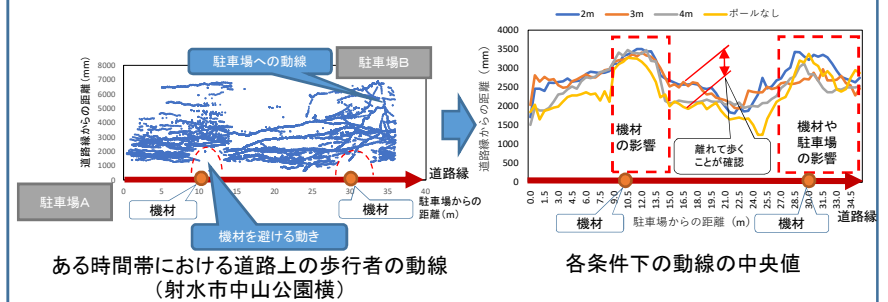 駐車場への動線
駐車場B
道路縁からの距離(mm)
8000
7000
6000
5000
4000
3000
2000
1000
0
0
10
20
30
40
道路縁
駐車場からの
距離(m)
駐車場A
機材
機材
機材を避ける動き
ある時間帯における道路上の歩行者の動線
(射水市中山公園横)
2m 3m 4m ポールなし
道路縁からの距離(mm)
4000
3500
3000
2500
2000
1500
1000
500
0
機材
の影響
離れて歩く
ことが確認
機材や
駐車場
の影響
0.0 1.5 3.0 4.5 6.0 7.5 9.0 10.5 12.0 13.5 15.0 16.5 18.0 19.5 21.0 22.5 24.0 25.5 27.0 28.5 30.0 31.5 33.0 34.5
機材
駐車場からの距離(m)
機材
道路縁
各条件下の動線の中央値